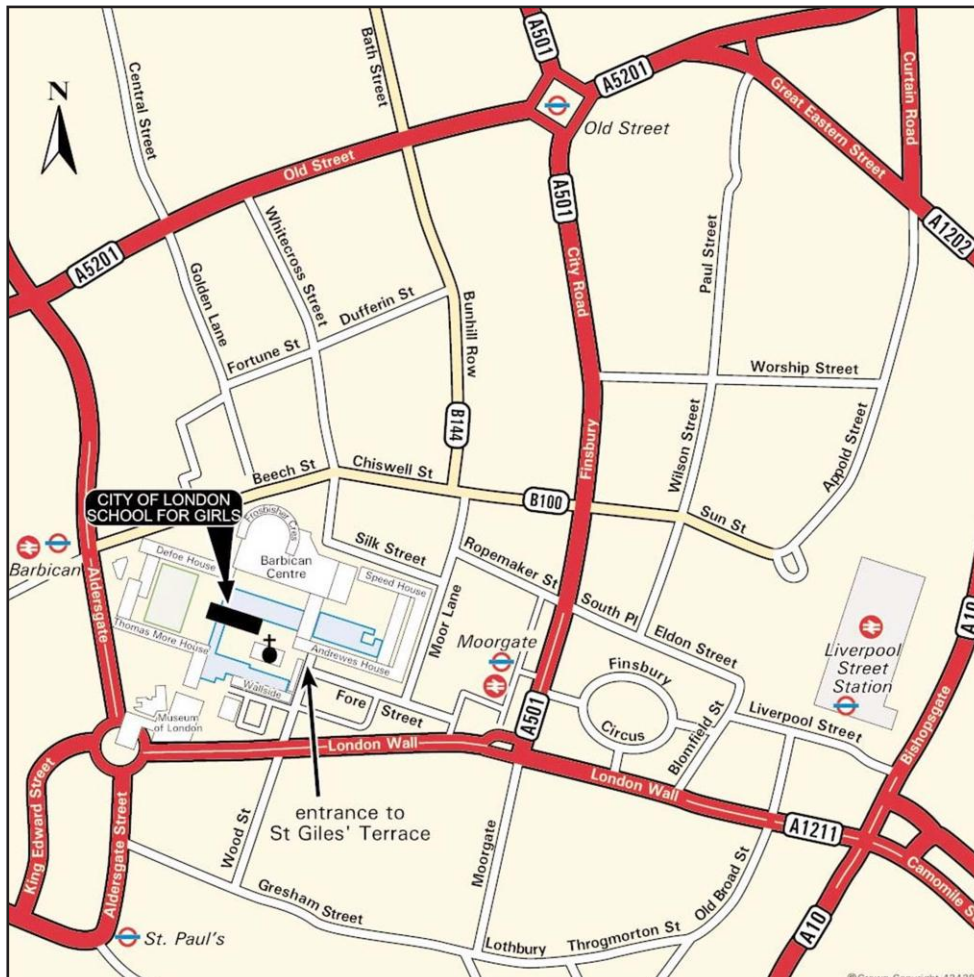 N
Central Street
Bath Street
A501
A5201
Curtain Road
Great Eastern Street
Old Street
Old Street
A501
A1202
A5201
Whitecross Street
City Road
Paul Street
Golden Lane
Dufferin St
Bunhill Row
Fortune St
Worship Street
B144
Finsbury
Wilson Street
Appold Street
Beech St
Chiswell St
B100
Sun St
CITY OF LONDON
SCHOOL FOR GIRLS
Frosbisher Cres
Silk Street
Ropemaker St
Barbican
Defoe House
Barbican
Centre
Speed House
South Pl
Aldersgate
Moor Lane
Eldon Street
A10
Thomas More House
Andrewes House
Moorgate
Finsbury
Circus
Liverpool
Street
Station
Wallside
Fore Street
Museum
of London
A501
Blomfield St
Liverpool Street
Bishopsgate
London Wall
London Wall
entrance to
St Giles' Terrace
King Edward Street
Aldersgate Street
Wood St
Moorgate
A1211
Camomile S
Gresham Street
Old Broad St
A10
St. Paul's
Lothbury
Throgmorton St